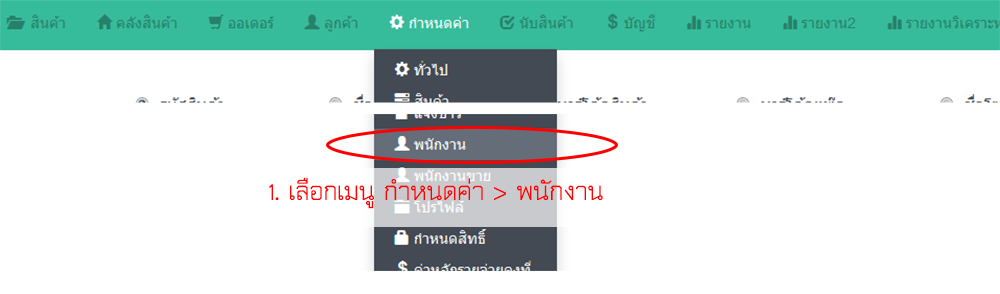 สินค้า คลังสินค้า ออเดอร์ ลูกค้า กำหนดค่า นับสินค้า บัญชี รายงาน รายงาน2 รายงานวิเคราะ
ทั่วไป
สินค้า
แจ้งข่าว
พนักงาน
พนักงานขาย
1. เลือกเมนู กำหนดค่า > พนักงาน
โปรไฟล์
กำหนดสิทธิ์